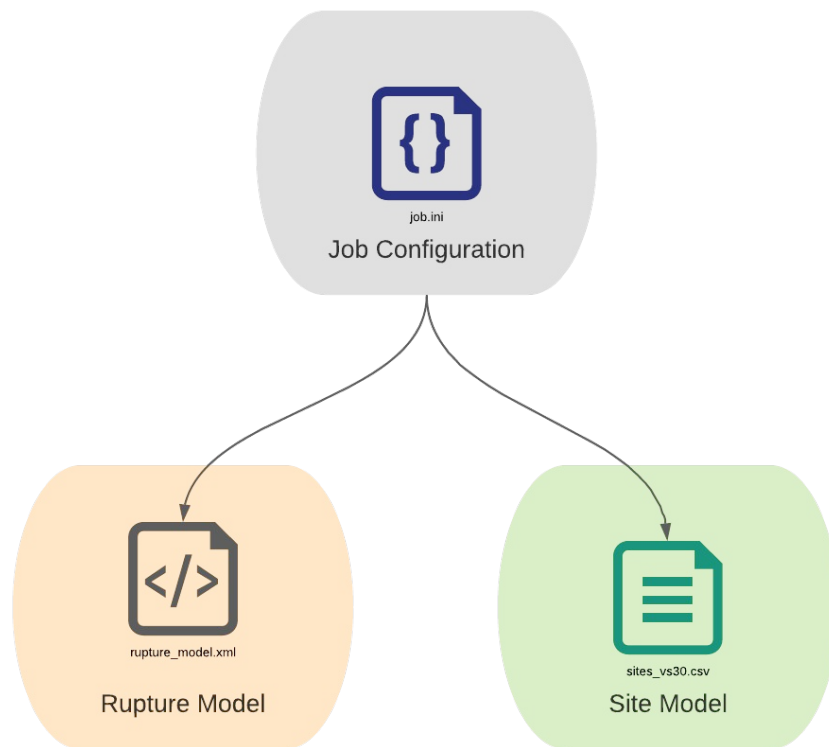 {}
job.ini
Job Configuration
</>
rupture_model.xml
Rupture Model
sites_vs30.csv
Site Model